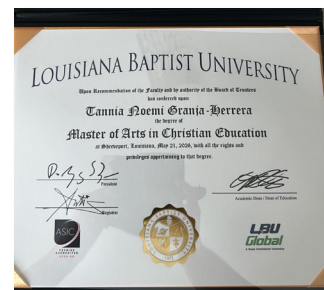 LOUISIANA BAPTIST UNIVERSITY
Upon Recommendation of the Faculty and by authority of the Board of Trustees
has conferred upon
Tannia Noemi Granja-Herrera
the degree of
Master of Arts in Christian Education
at Shreveport, Louisiana, May 21, 2026, with all the rights and
privileges appertaining to that degree.
President
Registrar
Academic Dean / Dean of Education
ASIC
LBU
Global